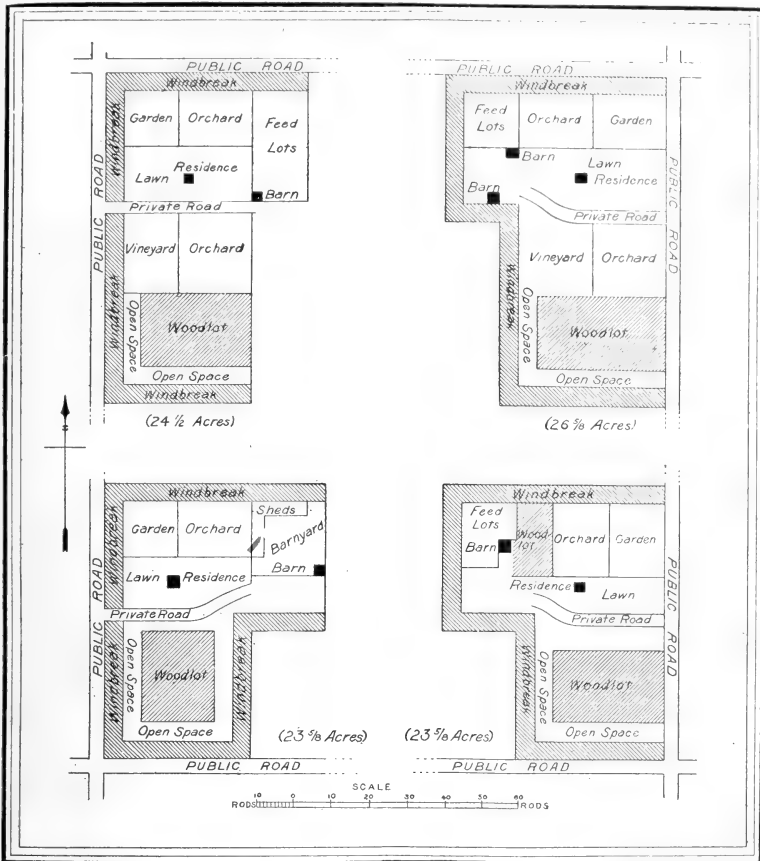 PUBLIC ROAD
Windbreak
Windbreak
Garden
Orchard
Feed
Lots
Residence
Lawn
Barn
Private Road
PUBLIC ROAD
Vineyard
Orchard
Windbreak
Open Space
Woodlot
Open Space
Windbreak
(24 ½ Acres)
PUBLIC ROAD
Windbreak
Feed
Lots
Orchard
Garden
Barn
Lawn
Residence
Barn
Private Road
PUBLIC ROAD
Vineyard
Orchard
Windbreak
Open Space
Woodlot
Open Space
(26 ⅝ Acres)
Windbreak
Windbreak
Garden
Orchard
Sheds
Barnyard
Barn
Lawn
Residence
Private Road
PUBLIC ROAD
Windbreak
Open Space
Woodlot
Windbreak
Open Space
(23 ⅝ Acres)
PUBLIC ROAD
Windbreak
Feed
Lots
Wood-
lot
Orchard
Garden
Barn
Residence
Lawn
Private Road
PUBLIC ROAD
Windbreak
Open Space
Woodlot
Open Space
(23 ⅝ Acres)
PUBLIC ROAD
SCALE
10 0 10 20 30 40 50 60
RODS RODS